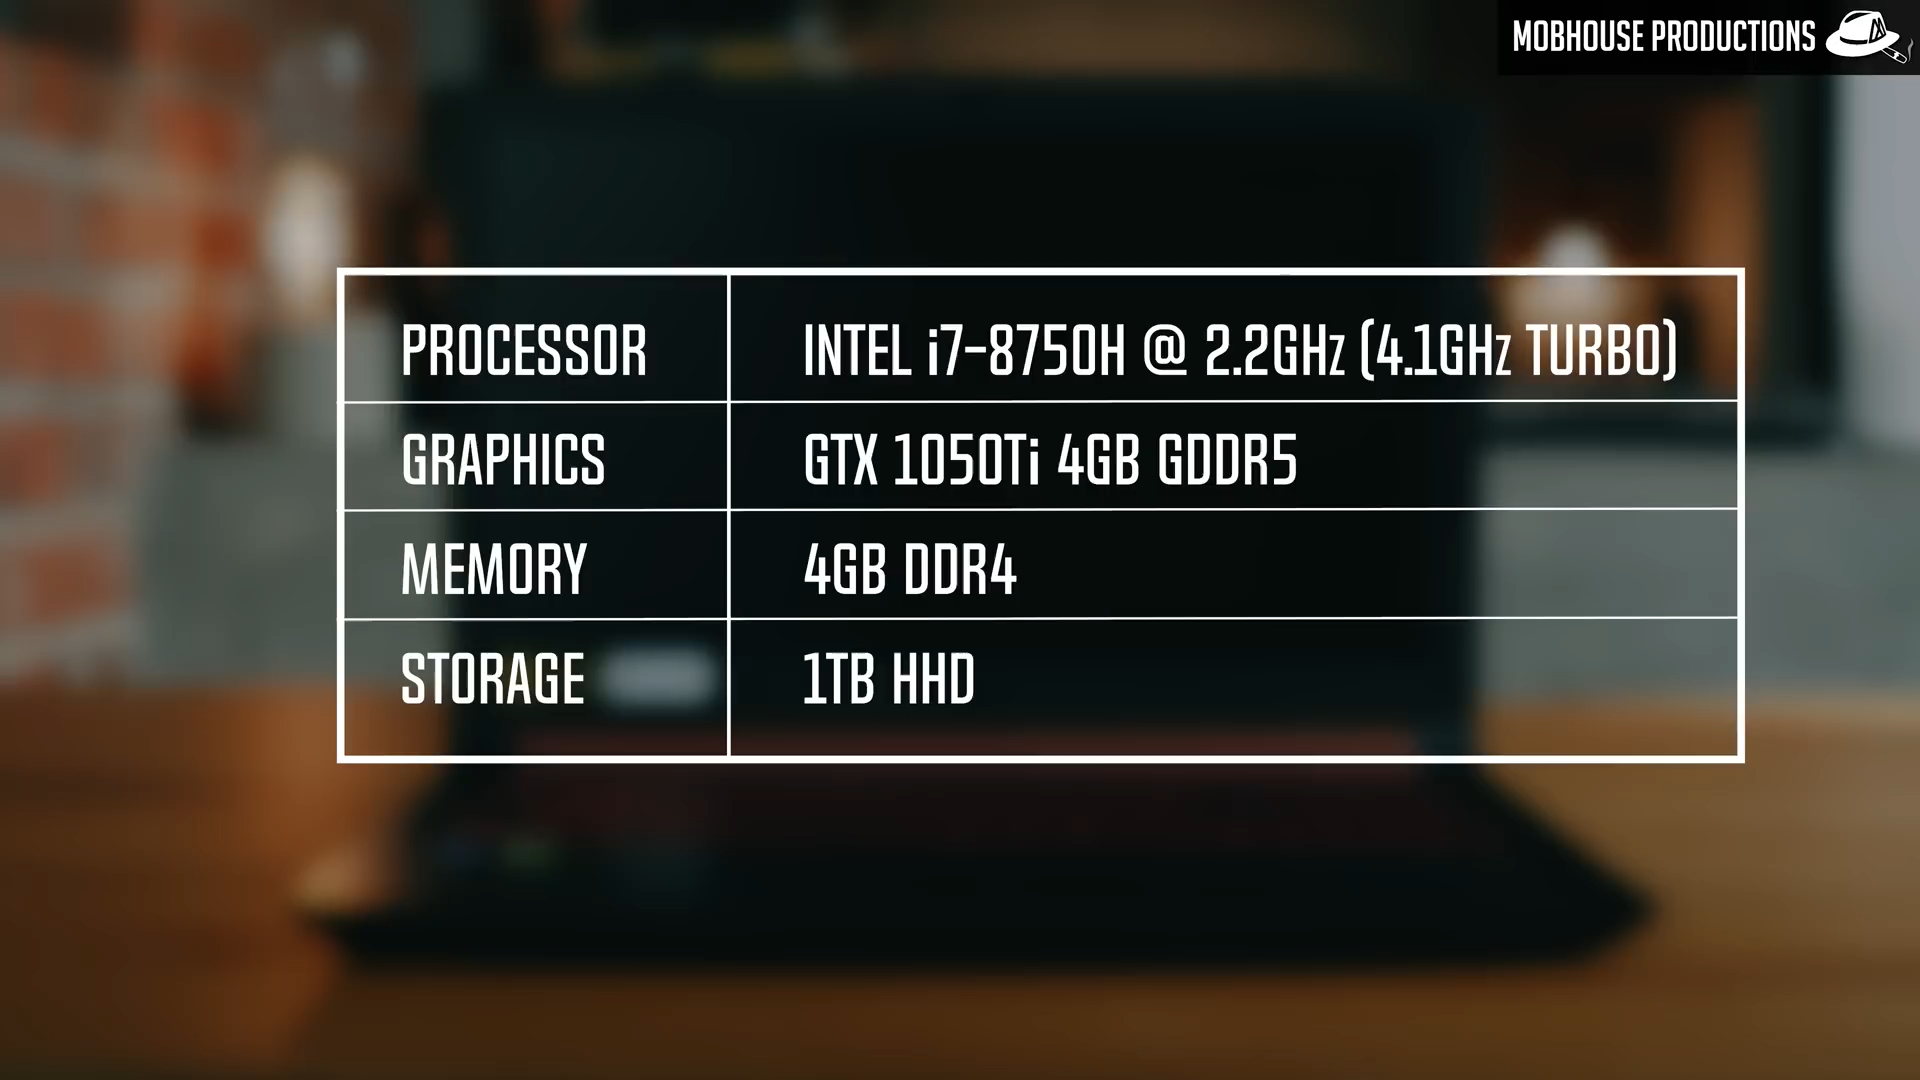 MOBHOUSE PRODUCTIONS
PROCESSOR INTEL i7-8750H @ 2.2GHz (4.1GHz TURBO)
GRAPHICS GTX 1050Ti 4GB GDDR5
MEMORY 4GB DDR4
STORAGE 1TB HHD